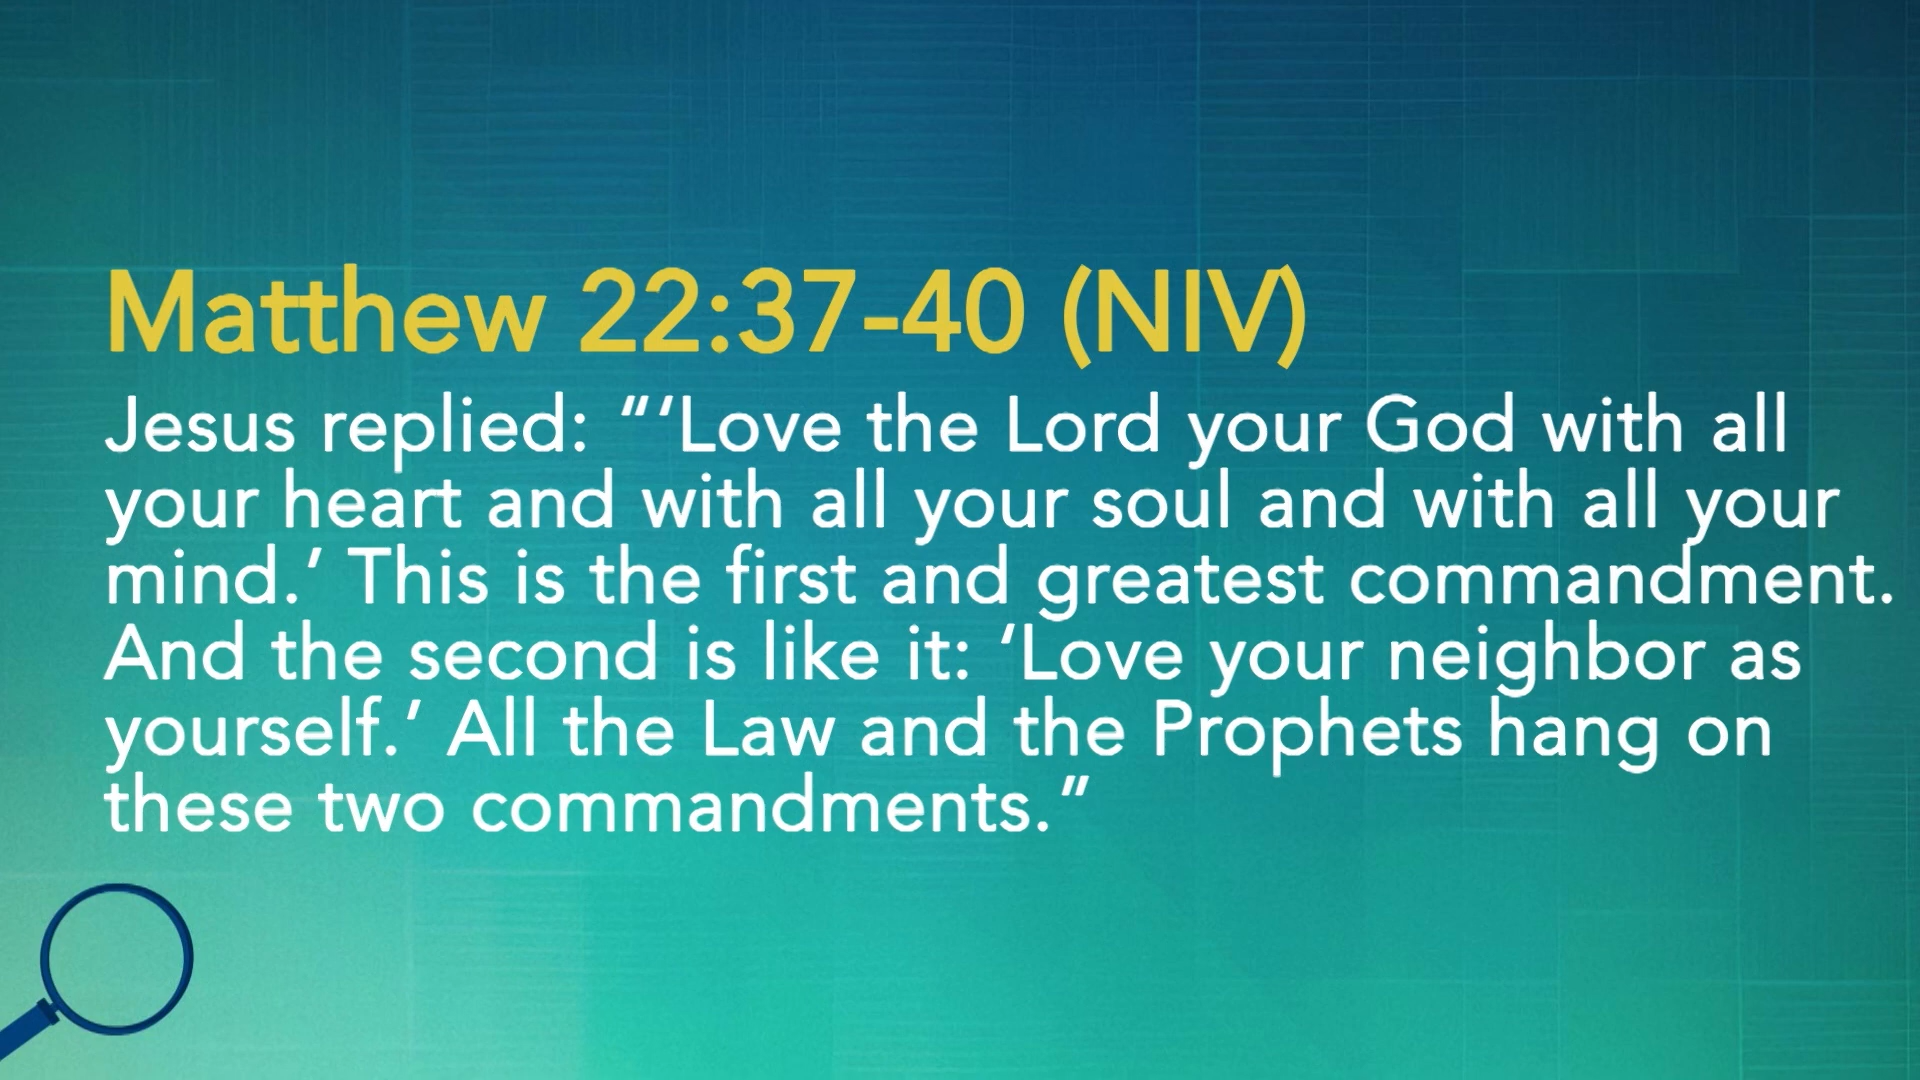 Matthew 22:37-40 (NIV)
Jesus replied: “‘Love the Lord your God with all
your heart and with all your soul and with all your
mind.’ This is the first and greatest commandment.
And the second is like it: ‘Love your neighbor as
yourself.’ All the Law and the Prophets hang on
these two commandments.”